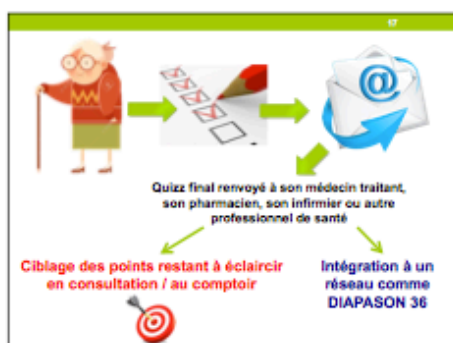 17
@
Quizz final renvoyé à son médecin traitant,
son pharmacien, son infirmier ou autre
professionnel de santé
Ciblage des points restant à éclaircir
en consultation / au comptoir
Intégration à un
réseau comme
DIAPASON 36